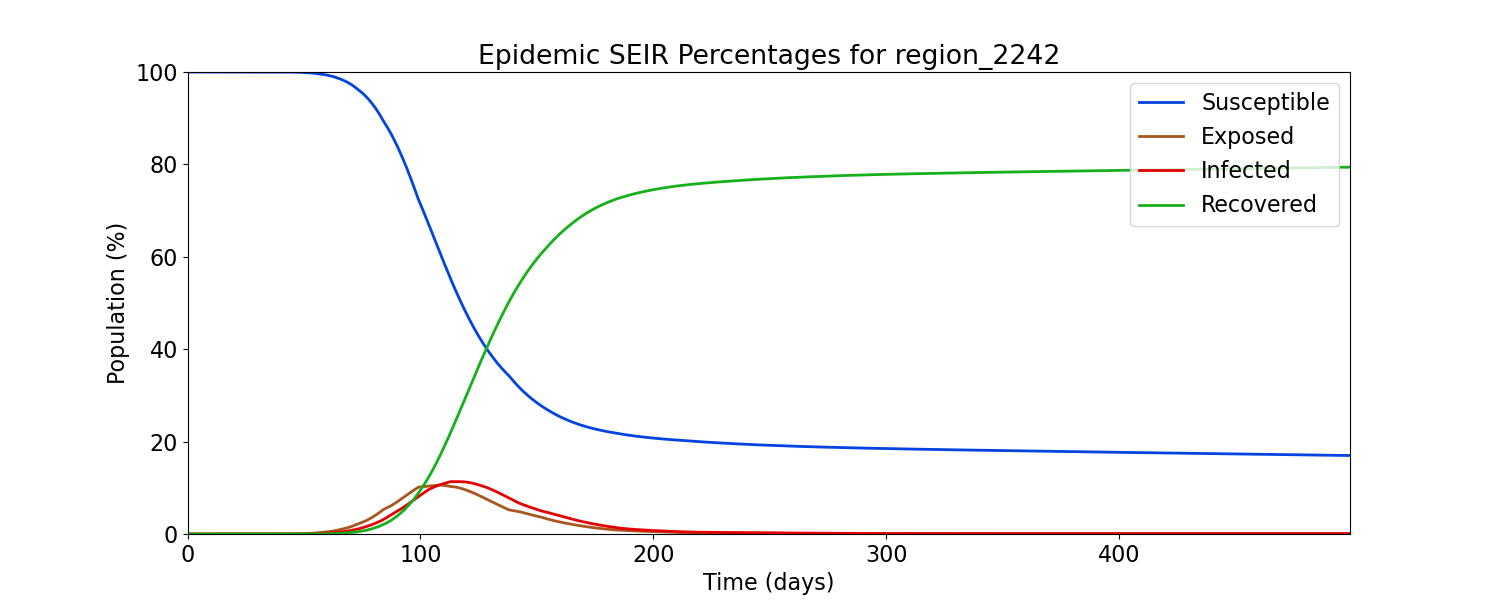 Epidemic SEIR Percentages for region_2242
100
80
60
40
20
0
Population (%)
Susceptible
Exposed
Infected
Recovered
0 100 200 300 400
Time (days)